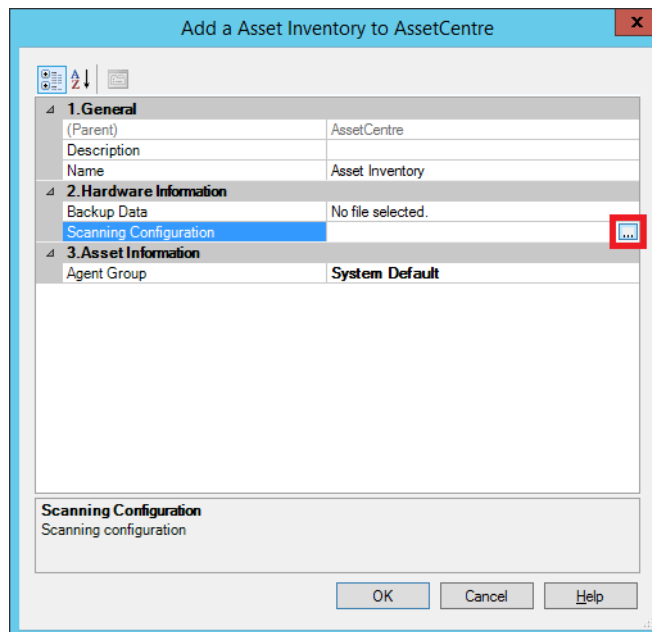 Add a Asset Inventory to AssetCentre
x
1.General
(Parent) AssetCentre
Description
Name Asset Inventory
2.Hardware Information
Backup Data No file selected.
Scanning Configuration ...
3.Asset Information
Agent Group System Default
Scanning Configuration
Scanning configuration
OK Cancel Help